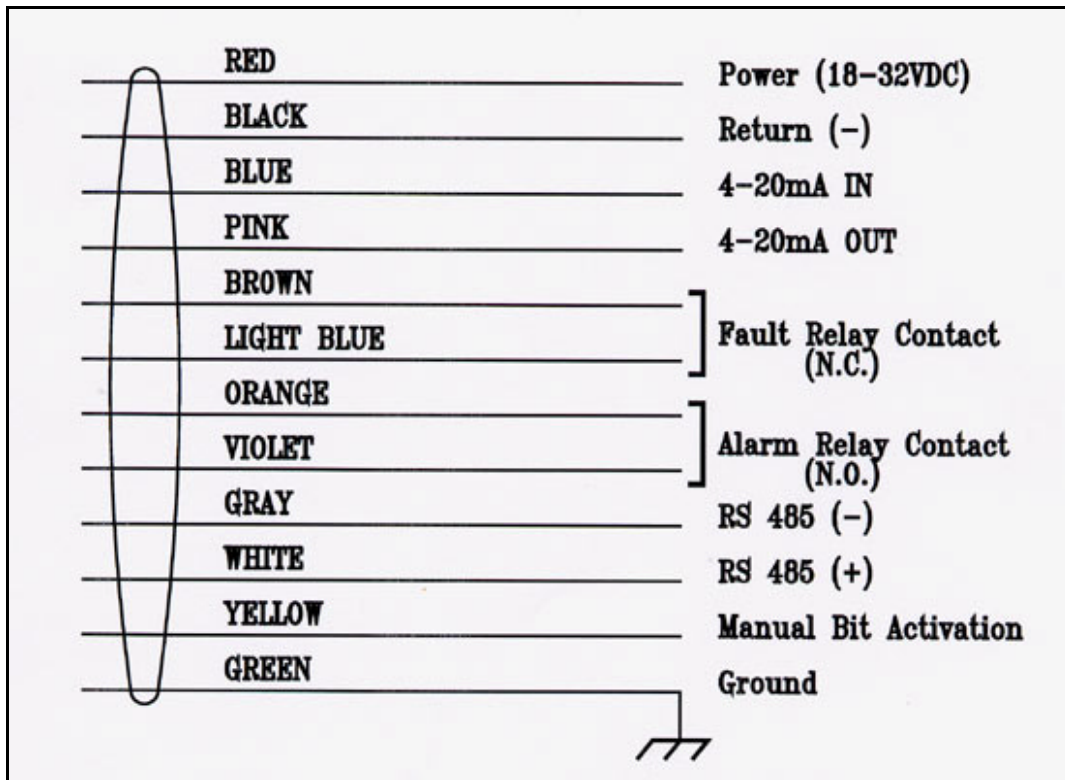 RED
Power (18-32VDC)
BLACK
Return (-)
BLUE
4-20mA IN
PINK
4-20mA OUT
BROWN
LIGHT BLUE
Fault Relay Contact
(N.C.)
ORANGE
VIOLET
Alarm Relay Contact
(N.O.)
GRAY
RS 485 (-)
WHITE
RS 485 (+)
YELLOW
Manual Bit Activation
GREEN
Ground